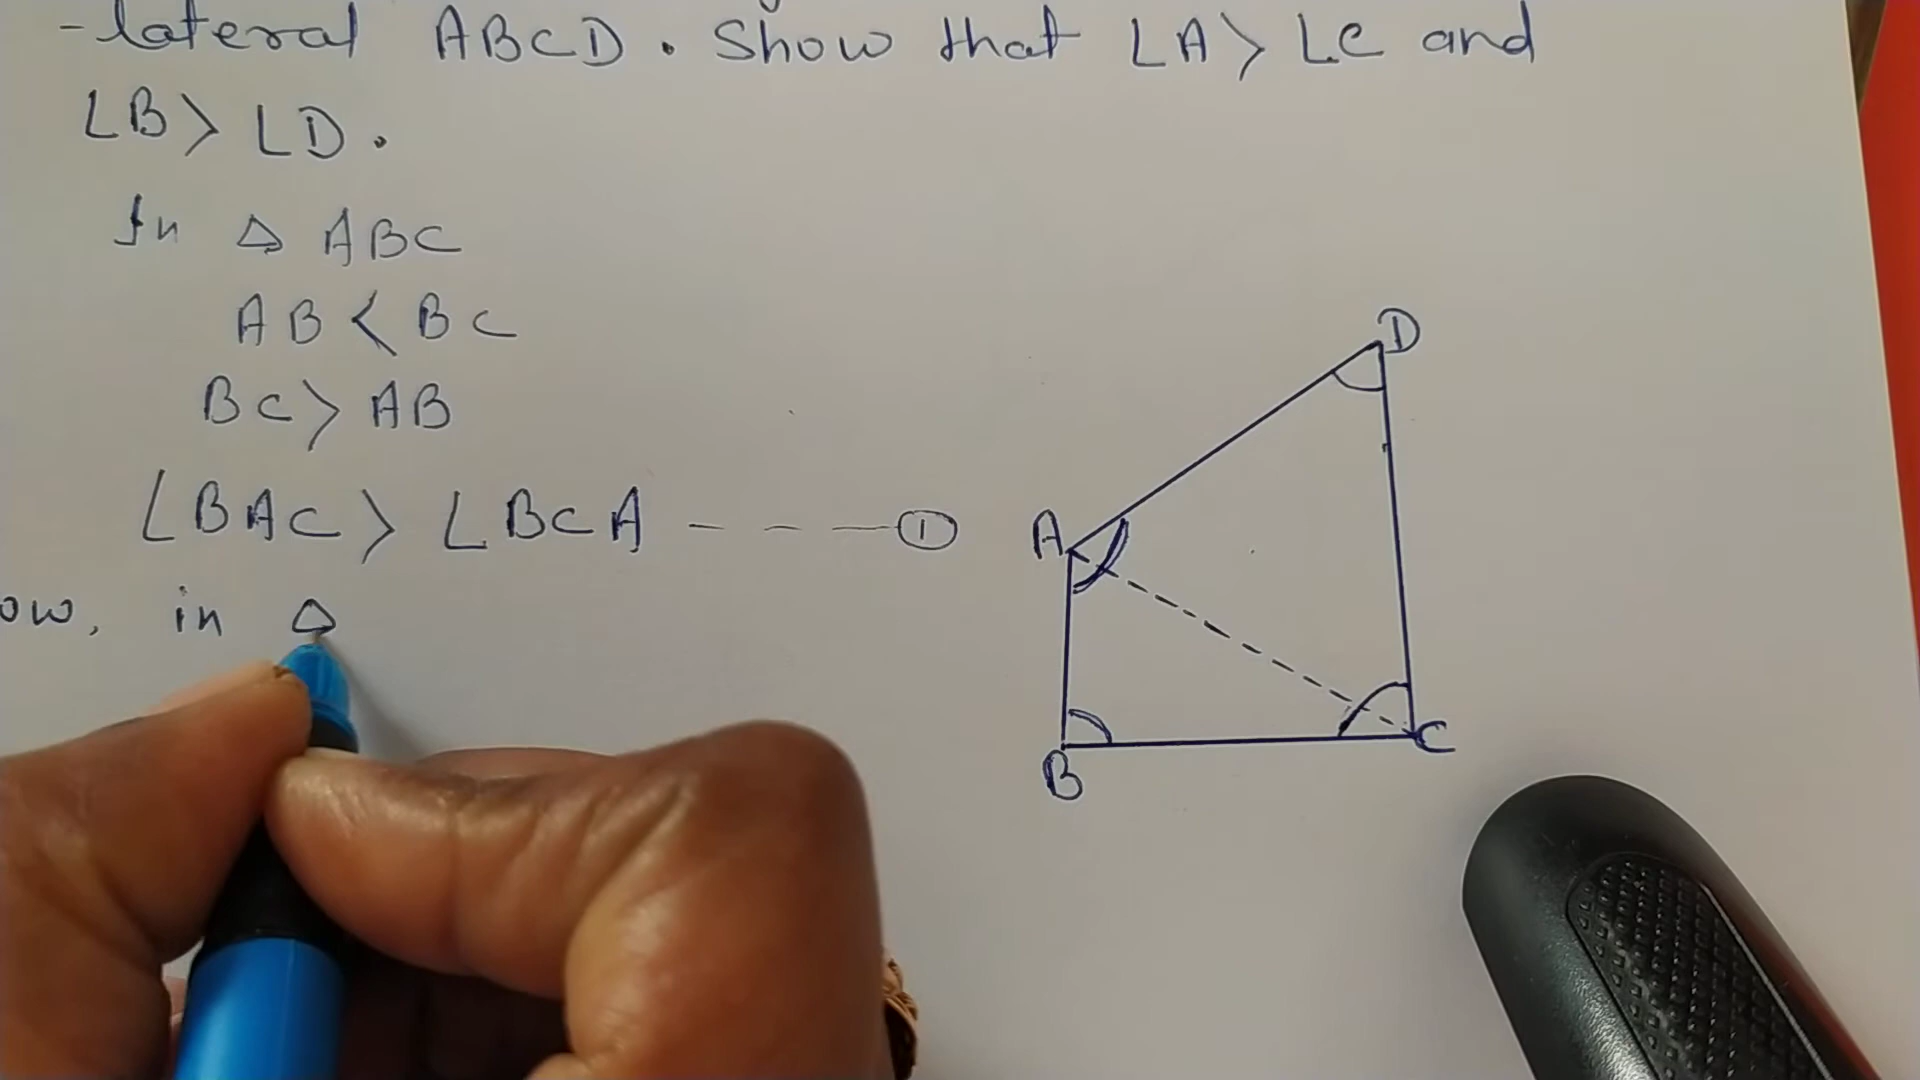 -lateral ABCD. Show that ∠A > ∠C and
∠B > ∠D.
In △ ABC
AB < BC
BC > AB
∠BAC > ∠BCA - - - ①
ow, in △
D
A
B
C